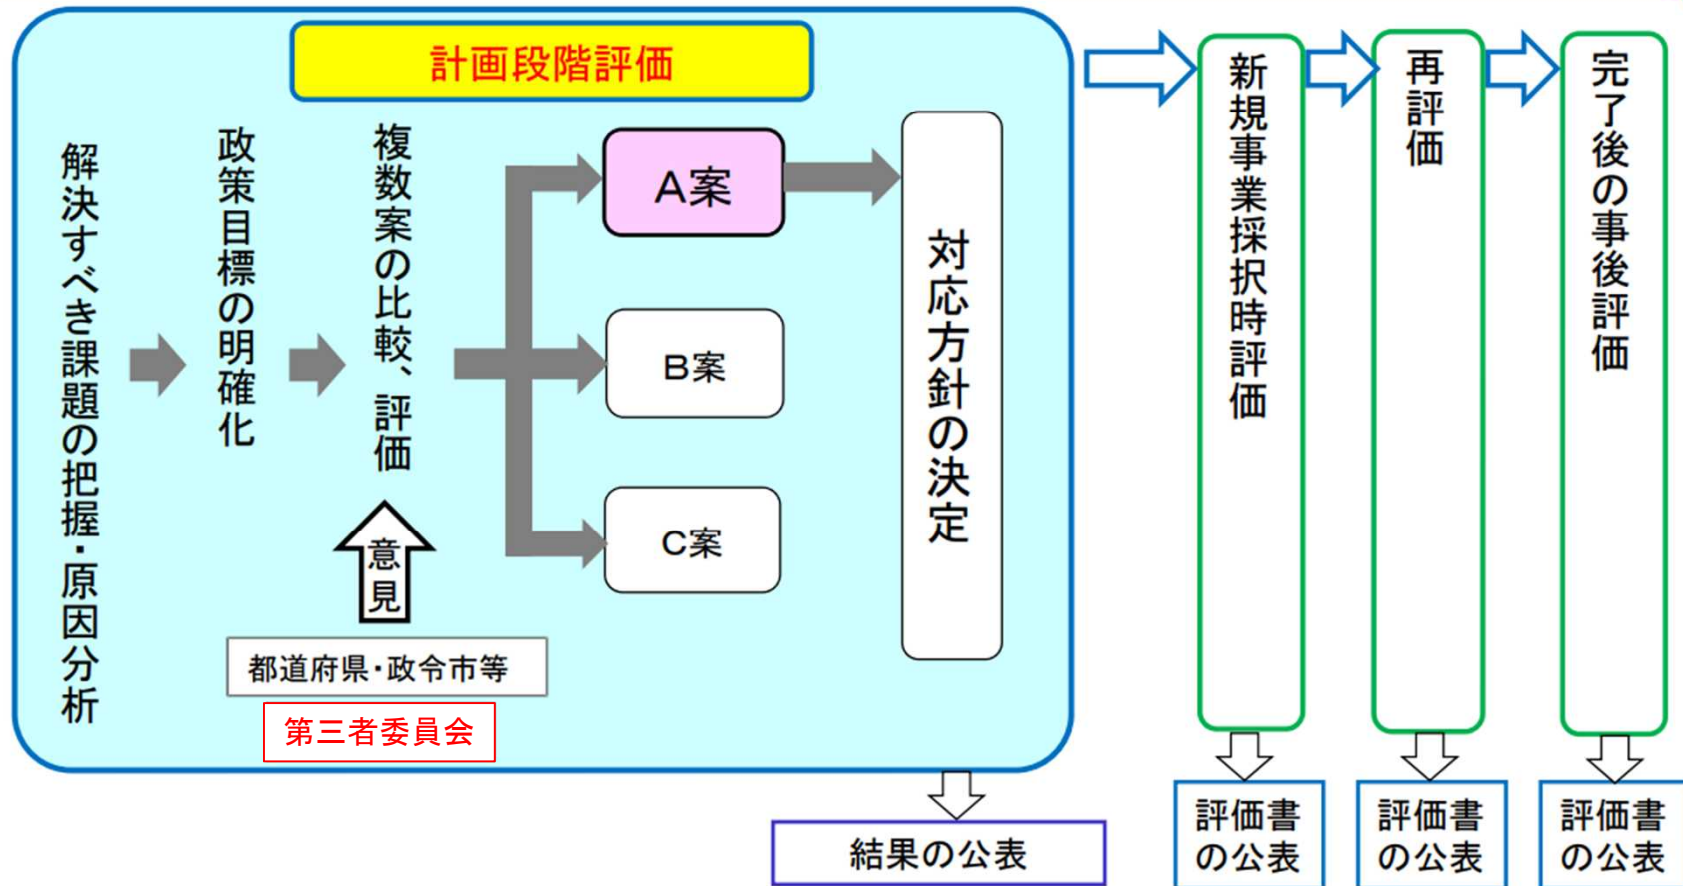 計画段階評価
解決すべき課題の把握・原因分析
政策目標の明確化
複数案の比較、評価
意見
都道府県・政令市等
第三者委員会
A案
B案
C案
対応方針の決定
結果の公表
新規事業採択時評価
評価書
の公表
再評価
評価書
の公表
完了後の事後評価
評価書
の公表